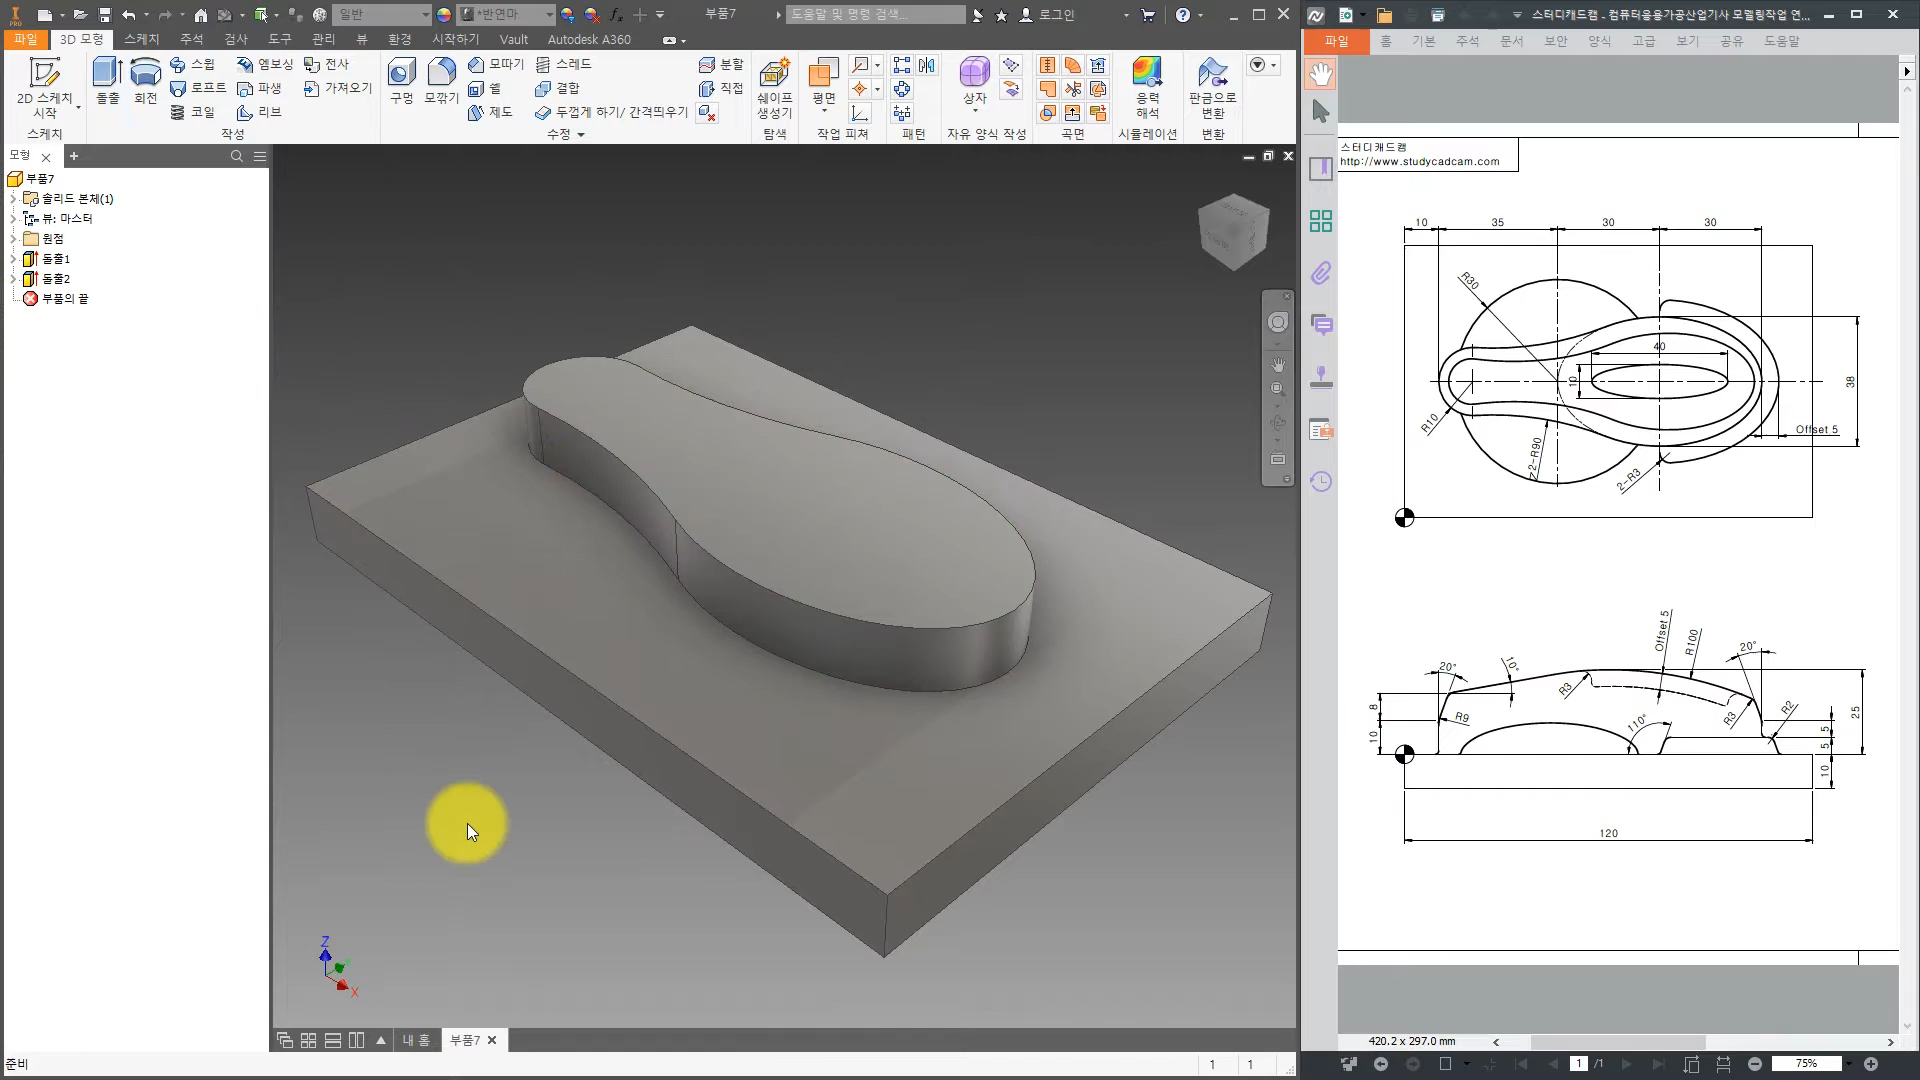 PRO
일반
*반연마
fx
부품7
도움말 및 명령 검색...
로그인
파일
3D 모형
스케치
주석
검사
도구
관리
뷰
환경
시작하기
Vault
Autodesk A360
2D 스케치
시작
스케치
돌출
회전
스윕
로프트
코일
엠보싱
파생
리브
전사
가져오기
작성
구멍
모깎기
모따기
쉘
제도
스레드
결합
두껍게 하기/ 간격띄우기
분할
직접
수정
쉐이프
생성기
탐색
평면
작업 피쳐
패턴
상자
자유 양식 작성
곡면
응력
해석
시뮬레이션
판금으로
변환
변환
모형
부품7
솔리드 본체(1)
뷰: 마스터
원점
돌출1
돌출2
부품의 끝
Z
X
내 홈
부품7
준비
1
1
스터디캐드캠 - 컴퓨터응용가공산업기사 모델링작업 연...
파일
홈
기본
주석
문서
보안
양식
고급
보기
공유
도움말
스터디캐드캠
http://www.studycadcam.com
10
35
30
30
R30
40
10
38
R10
2-R90
2-R3
Offset 5
20°
10°
Offset 5
R100
20°
8
10
R9
R3
110°
R3
R2
5
5
10
25
120
420.2 x 297.0 mm
1
/1
75%